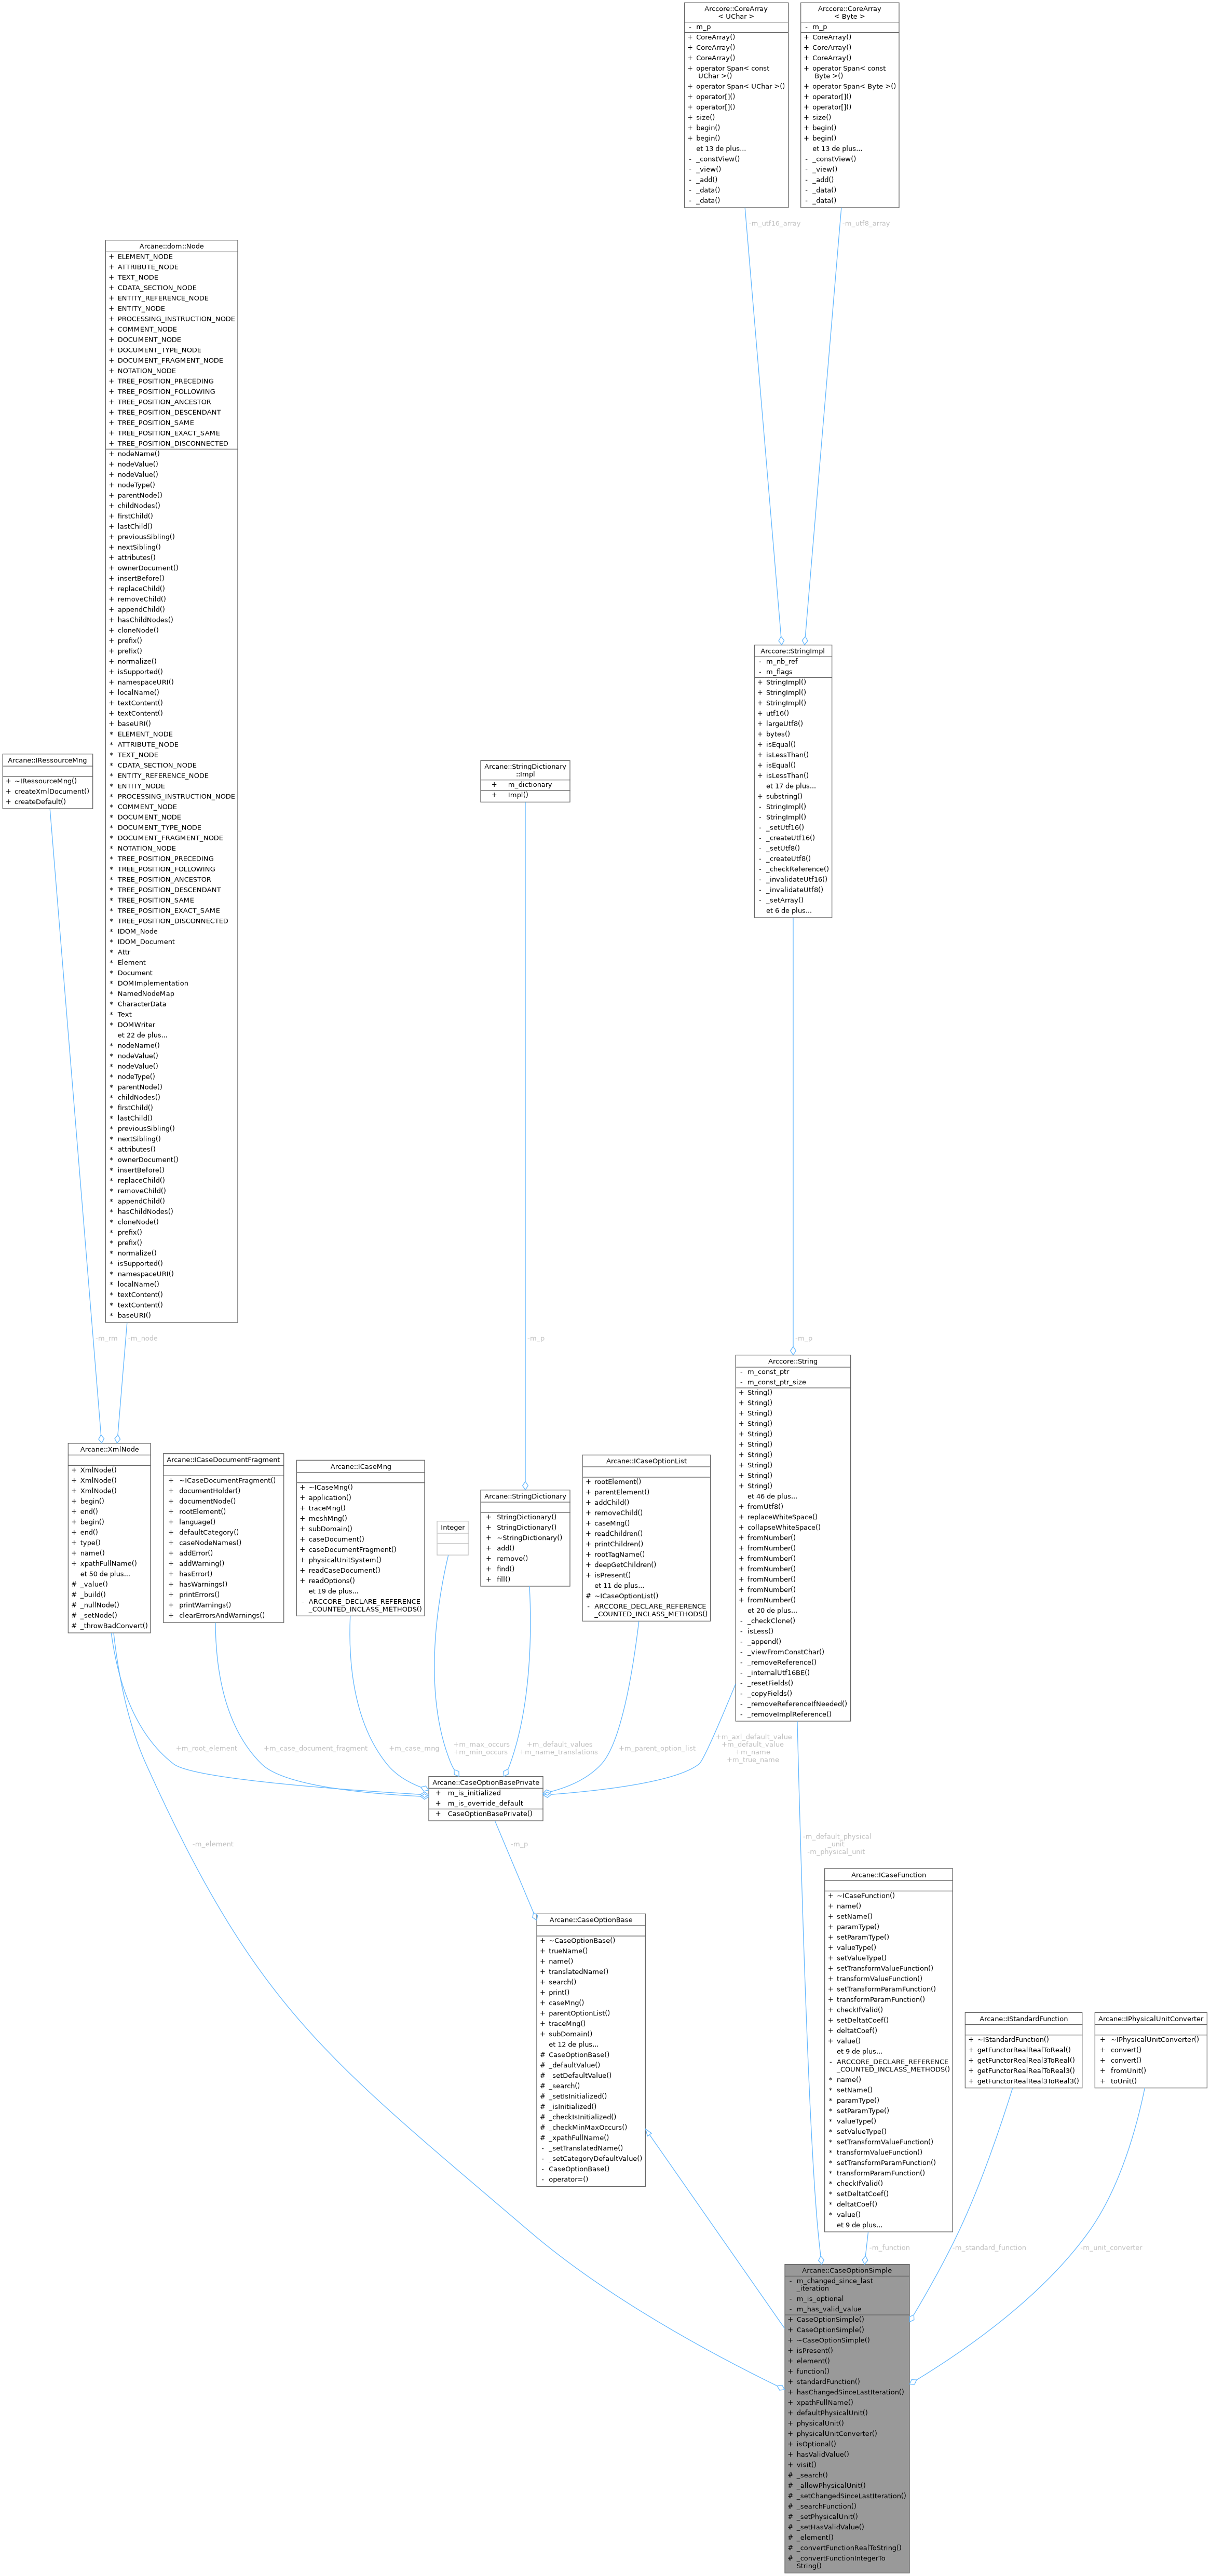 Arccore::CoreArray
< UChar >
- m_p
+ CoreArray()
+ CoreArray()
+ CoreArray()
+ operator Span< const
UChar >()
+ operator Span< UChar >()
+ operator[]()
+ operator[]()
+ size()
+ begin()
+ begin()
et 13 de plus...
- _constView()
- _view()
- _add()
- _data()
- _data()
Arccore::CoreArray
< Byte >
- m_p
+ CoreArray()
+ CoreArray()
+ CoreArray()
+ operator Span< const
Byte >()
+ operator Span< Byte >()
+ operator[]()
+ operator[]()
+ size()
+ begin()
+ begin()
et 13 de plus...
- _constView()
- _view()
- _add()
- _data()
- _data()
-m_utf16_array
-m_utf8_array
Arcane::dom::Node
+ ELEMENT_NODE
+ ATTRIBUTE_NODE
+ TEXT_NODE
+ CDATA_SECTION_NODE
+ ENTITY_REFERENCE_NODE
+ ENTITY_NODE
+ PROCESSING_INSTRUCTION_NODE
+ COMMENT_NODE
+ DOCUMENT_NODE
+ DOCUMENT_TYPE_NODE
+ DOCUMENT_FRAGMENT_NODE
+ NOTATION_NODE
+ TREE_POSITION_PRECEDING
+ TREE_POSITION_FOLLOWING
+ TREE_POSITION_ANCESTOR
+ TREE_POSITION_DESCENDANT
+ TREE_POSITION_SAME
+ TREE_POSITION_EXACT_SAME
+ TREE_POSITION_DISCONNECTED
+ nodeName()
+ nodeValue()
+ nodeValue()
+ nodeType()
+ parentNode()
+ childNodes()
+ firstChild()
+ lastChild()
+ previousSibling()
+ nextSibling()
+ attributes()
+ ownerDocument()
+ insertBefore()
+ replaceChild()
+ removeChild()
+ appendChild()
+ hasChildNodes()
+ cloneNode()
+ prefix()
+ prefix()
+ normalize()
+ isSupported()
+ namespaceURI()
+ localName()
+ textContent()
+ textContent()
+ baseURI()
* ELEMENT_NODE
* ATTRIBUTE_NODE
* TEXT_NODE
* CDATA_SECTION_NODE
* ENTITY_REFERENCE_NODE
* ENTITY_NODE
* PROCESSING_INSTRUCTION_NODE
* COMMENT_NODE
* DOCUMENT_NODE
* DOCUMENT_TYPE_NODE
* DOCUMENT_FRAGMENT_NODE
* NOTATION_NODE
* TREE_POSITION_PRECEDING
* TREE_POSITION_FOLLOWING
* TREE_POSITION_ANCESTOR
* TREE_POSITION_DESCENDANT
* TREE_POSITION_SAME
* TREE_POSITION_EXACT_SAME
* TREE_POSITION_DISCONNECTED
* IDOM_Node
* IDOM_Document
* Attr
* Element
* Document
* DOMImplementation
* NamedNodeMap
* CharacterData
* Text
* DOMWriter
et 22 de plus...
* nodeName()
* nodeValue()
* nodeValue()
* nodeType()
* parentNode()
* childNodes()
* firstChild()
* lastChild()
* previousSibling()
* nextSibling()
* attributes()
* ownerDocument()
* insertBefore()
* replaceChild()
* removeChild()
* appendChild()
* hasChildNodes()
* cloneNode()
* prefix()
* prefix()
* normalize()
* isSupported()
* namespaceURI()
* localName()
* textContent()
* textContent()
* baseURI()
Arccore::StringImpl
- m_nb_ref
- m_flags
+ StringImpl()
+ StringImpl()
+ StringImpl()
+ utf16()
+ largeUtf8()
+ bytes()
+ isEqual()
+ isLessThan()
+ isEqual()
+ isLessThan()
et 17 de plus...
+ substring()
- StringImpl()
- StringImpl()
- _setUtf16()
- _createUtf16()
- _setUtf8()
- _createUtf8()
- _checkReference()
- _invalidateUtf16()
- _invalidateUtf8()
- _setArray()
et 6 de plus...
Arcane::IRessourceMng
+ ~IRessourceMng()
+ createXmlDocument()
+ createDefault()
Arcane::StringDictionary
::Impl
+ m_dictionary
+ Impl()
-m_rm
-m_node
-m_p
-m_p
Arccore::String
- m_const_ptr
- m_const_ptr_size
+ String()
+ String()
+ String()
+ String()
+ String()
+ String()
+ String()
+ String()
+ String()
+ String()
et 46 de plus...
+ fromUtf8()
+ replaceWhiteSpace()
+ collapseWhiteSpace()
+ fromNumber()
+ fromNumber()
+ fromNumber()
+ fromNumber()
+ fromNumber()
+ fromNumber()
+ fromNumber()
et 20 de plus...
- _checkClone()
- isLess()
- _append()
- _viewFromConstChar()
- _removeReference()
- _internalUtf16BE()
- _resetFields()
- _copyFields()
- _removeReferenceIfNeeded()
- _removeImplReference()
Arcane::XmlNode
+ XmlNode()
+ XmlNode()
+ XmlNode()
+ begin()
+ end()
+ begin()
+ end()
+ type()
+ name()
+ xpathFullName()
et 50 de plus...
# _value()
# _build()
# _nullNode()
# _setNode()
# _throwBadConvert()
Arcane::ICaseDocumentFragment
+ ~ICaseDocumentFragment()
+ documentHolder()
+ documentNode()
+ rootElement()
+ language()
+ defaultCategory()
+ caseNodeNames()
+ addError()
+ addWarning()
+ hasError()
+ hasWarnings()
+ printErrors()
+ printWarnings()
+ clearErrorsAndWarnings()
Arcane::ICaseMng
+ ~ICaseMng()
+ application()
+ traceMng()
+ meshMng()
+ subDomain()
+ caseDocument()
+ caseDocumentFragment()
+ physicalUnitSystem()
+ readCaseDocument()
+ readOptions()
et 19 de plus...
- ARCCORE_DECLARE_REFERENCE
_COUNTED_INCLASS_METHODS()
Integer
Arcane::StringDictionary
+ StringDictionary()
+ StringDictionary()
+ ~StringDictionary()
+ add()
+ remove()
+ find()
+ fill()
Arcane::ICaseOptionList
+ rootElement()
+ parentElement()
+ addChild()
+ removeChild()
+ caseMng()
+ readChildren()
+ printChildren()
+ rootTagName()
+ deepGetChildren()
+ isPresent()
et 11 de plus...
# ~ICaseOptionList()
- ARCCORE_DECLARE_REFERENCE
_COUNTED_INCLASS_METHODS()
+m_root_element
+m_case_document_fragment
+m_case_mng
+m_max_occurs
+m_min_occurs
+m_default_values
+m_name_translations
+m_parent_option_list
+m_axl_default_value
+m_default_value
+m_name
+m_true_name
Arcane::CaseOptionBasePrivate
+ m_is_initialized
+ m_is_override_default
+ CaseOptionBasePrivate()
-m_element
-m_p
-m_default_physical
_unit
-m_physical_unit
Arcane::CaseOptionBase
+ ~CaseOptionBase()
+ trueName()
+ name()
+ translatedName()
+ search()
+ print()
+ caseMng()
+ parentOptionList()
+ traceMng()
+ subDomain()
et 12 de plus...
# CaseOptionBase()
# _defaultValue()
# _setDefaultValue()
# _search()
# _setIsInitialized()
# _isInitialized()
# _checkIsInitialized()
# _checkMinMaxOccurs()
# _xpathFullName()
- _setTranslatedName()
- _setCategoryDefaultValue()
- CaseOptionBase()
- operator=()
Arcane::ICaseFunction
+ ~ICaseFunction()
+ name()
+ setName()
+ paramType()
+ setParamType()
+ valueType()
+ setValueType()
+ setTransformValueFunction()
+ transformValueFunction()
+ setTransformParamFunction()
+ transformParamFunction()
+ checkIfValid()
+ setDeltatCoef()
+ deltatCoef()
+ value()
et 9 de plus...
- ARCCORE_DECLARE_REFERENCE
_COUNTED_INCLASS_METHODS()
* name()
* setName()
* paramType()
* setParamType()
* valueType()
* setValueType()
* setTransformValueFunction()
* transformValueFunction()
* setTransformParamFunction()
* transformParamFunction()
* checkIfValid()
* setDeltatCoef()
* deltatCoef()
* value()
et 9 de plus...
Arcane::IStandardFunction
+ ~IStandardFunction()
+ getFunctorRealRealToReal()
+ getFunctorRealReal3ToReal()
+ getFunctorRealRealToReal3()
+ getFunctorRealReal3ToReal3()
Arcane::IPhysicalUnitConverter
+ ~IPhysicalUnitConverter()
+ convert()
+ convert()
+ fromUnit()
+ toUnit()
-m_function
-m_standard_function
-m_unit_converter
Arcane::CaseOptionSimple
- m_changed_since_last
_iteration
- m_is_optional
- m_has_valid_value
+ CaseOptionSimple()
+ CaseOptionSimple()
+ ~CaseOptionSimple()
+ isPresent()
+ element()
+ function()
+ standardFunction()
+ hasChangedSinceLastIteration()
+ xpathFullName()
+ defaultPhysicalUnit()
+ physicalUnit()
+ physicalUnitConverter()
+ isOptional()
+ hasValidValue()
+ visit()
# _search()
# _allowPhysicalUnit()
# _setChangedSinceLastIteration()
# _searchFunction()
# _setPhysicalUnit()
# _setHasValidValue()
# _element()
# _convertFunctionRealToString()
# _convertFunctionIntegerTo
String()